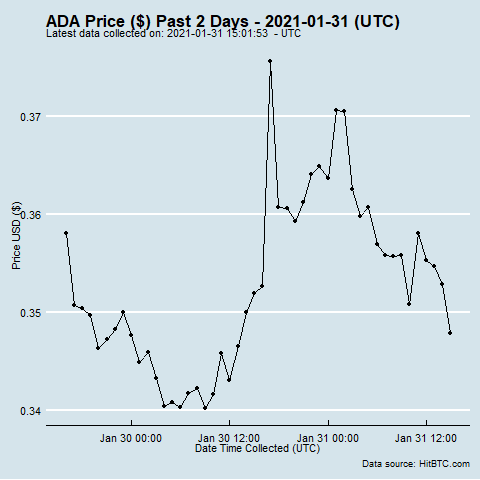 ADA Price ($) Past 2 Days - 2021-01-31 (UTC)
Latest data collected on: 2021-01-31 15:01:53  - UTC
0.37
0.36
0.35
0.34
Price USD ($)
Jan 30 00:00 Jan 30 12:00 Jan 31 00:00 Jan 31 12:00
Date Time Collected (UTC)
Data source: HitBTC.com